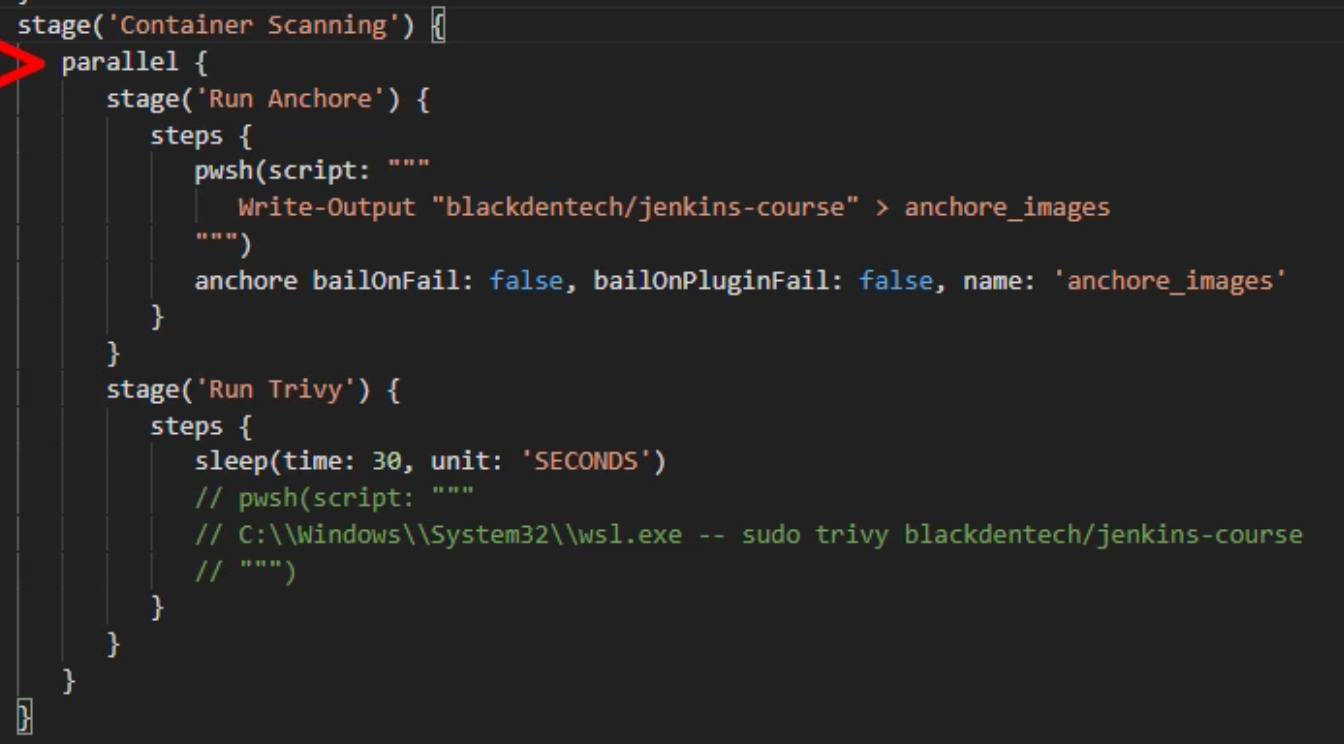 stage('Container Scanning') {
parallel {
stage('Run Anchore') {
steps {
pwsh(script: """
Write-Output "blackdentech/jenkins-course" > anchore_images
""")
anchore bailOnFail: false, bailOnPluginFail: false, name: 'anchore_images'
}
}
stage('Run Trivy') {
steps {
sleep(time: 30, unit: 'SECONDS')
// pwsh(script: """
// C:\\Windows\\System32\\wsl.exe -- sudo trivy blackdentech/jenkins-course
// """)
}
}
}
}